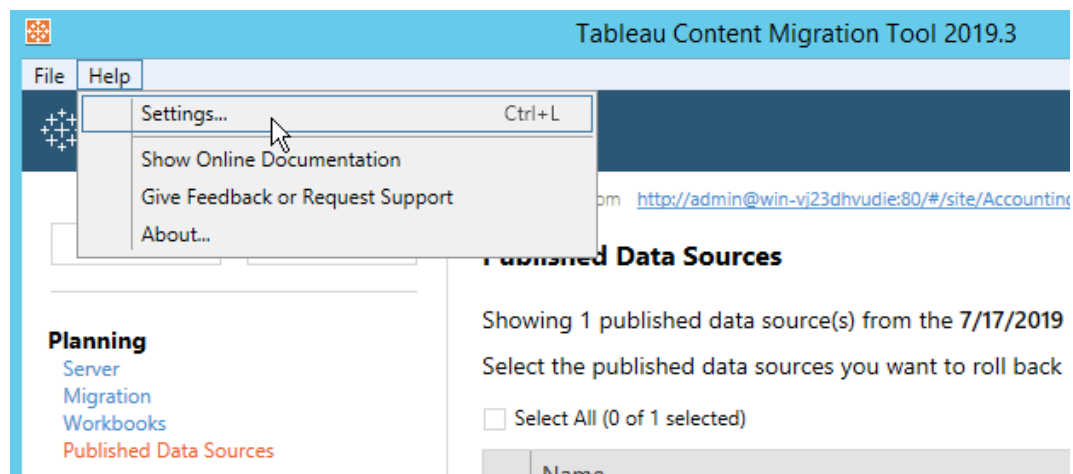 Tableau Content Migration Tool 2019.3
File Help
Settings... Ctrl+L
Show Online Documentation
Give Feedback or Request Support
About...
http://admin@win-vj23dhvudie:80/#/site/Accounting
Published Data Sources
Showing 1 published data source(s) from the 7/17/2019
Select the published data sources you want to roll back
Select All (0 of 1 selected)
Name
Planning
Server
Migration
Workbooks
Published Data Sources